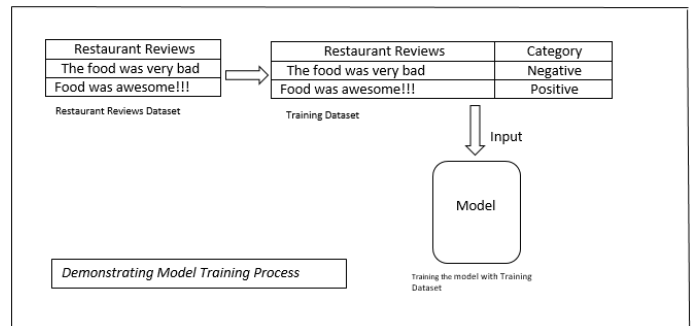 Restaurant Reviews
The food was very bad
Food was awesome!!!
Restaurant Reviews Dataset
Restaurant Reviews Category
The food was very bad Negative
Food was awesome!!! Positive
Training Dataset
Input
Model
Training the model with Training
Dataset
Demonstrating Model Training Process